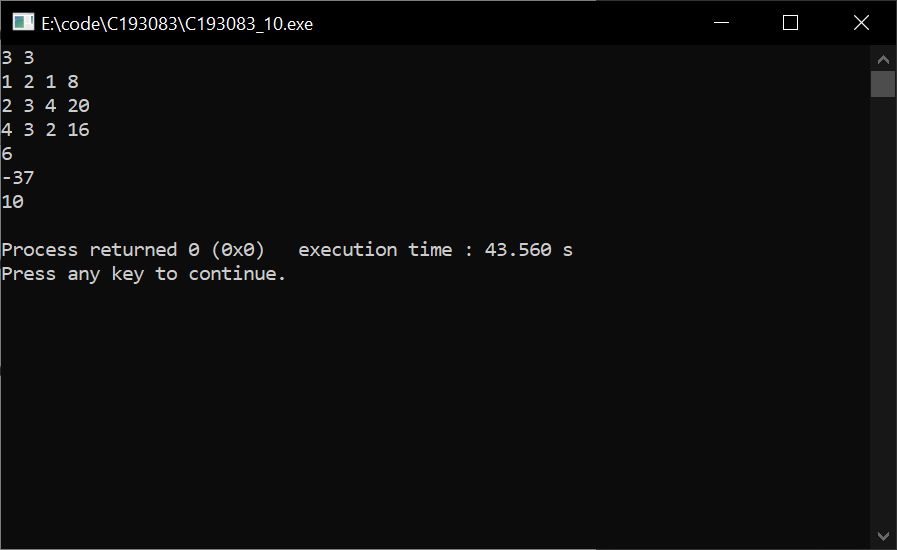 E:\code\C193083\C193083_10.exe
3 3
1 2 1 8
2 3 4 20
4 3 2 16
6
-37
10
Process returned 0 (0x0)   execution time : 43.560 s
Press any key to continue.